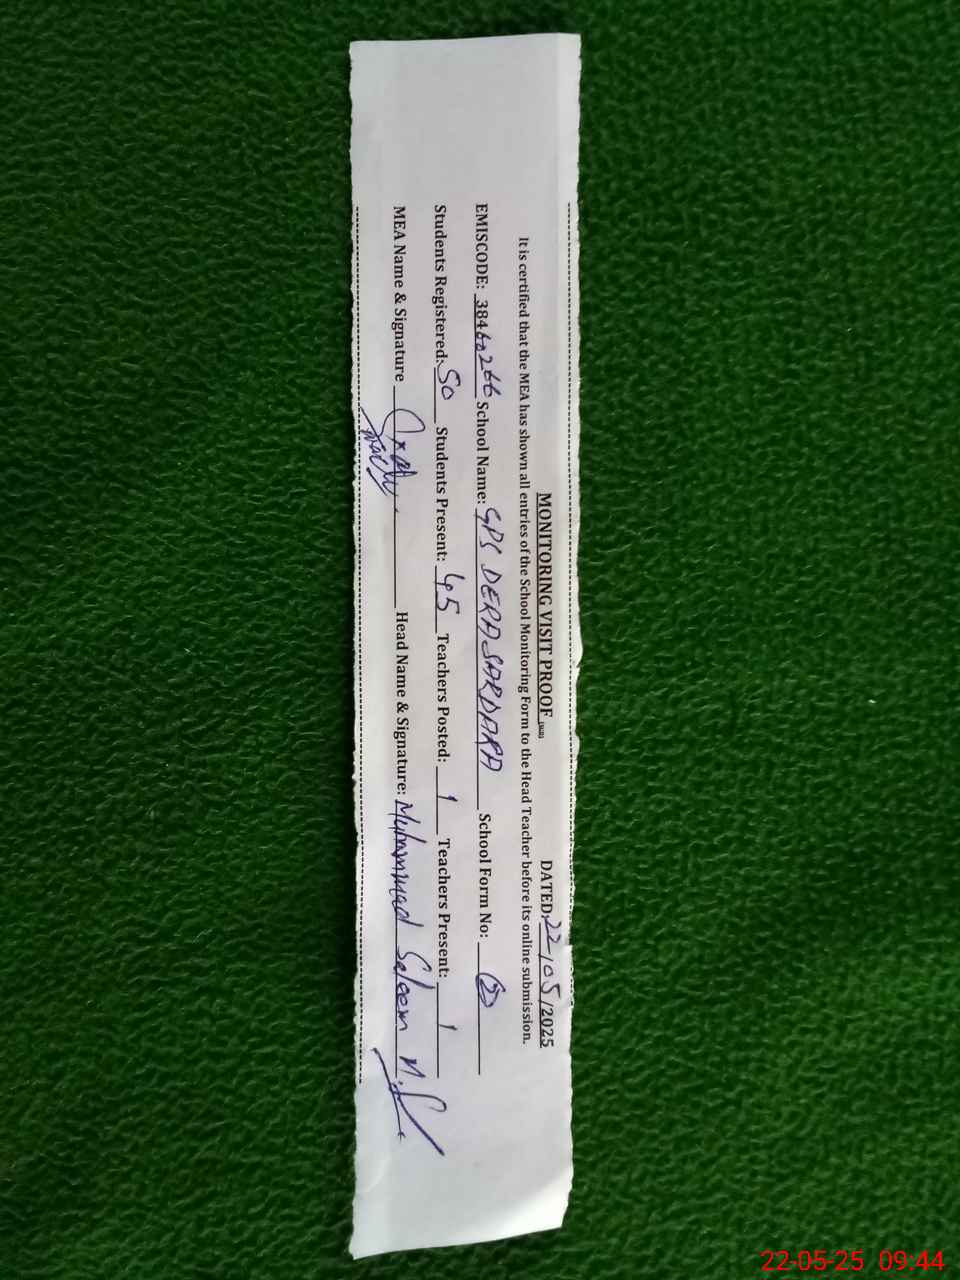 MONITORING VISIT PROOF DATED: 22/05/2025
It is certified that the MEA has shown all entries of the School Monitoring Form to the Head Teacher before its online submission.
EMISCODE: 38460266 School Name: GPS DERA SARDARA School Form No: 2
Students Registered: 50 Students Present: 45 Teachers Posted: 1 Teachers Present: 1
MEA Name & Signature Head Name & Signature: Muhammad Saleem
22-05-25 09:44